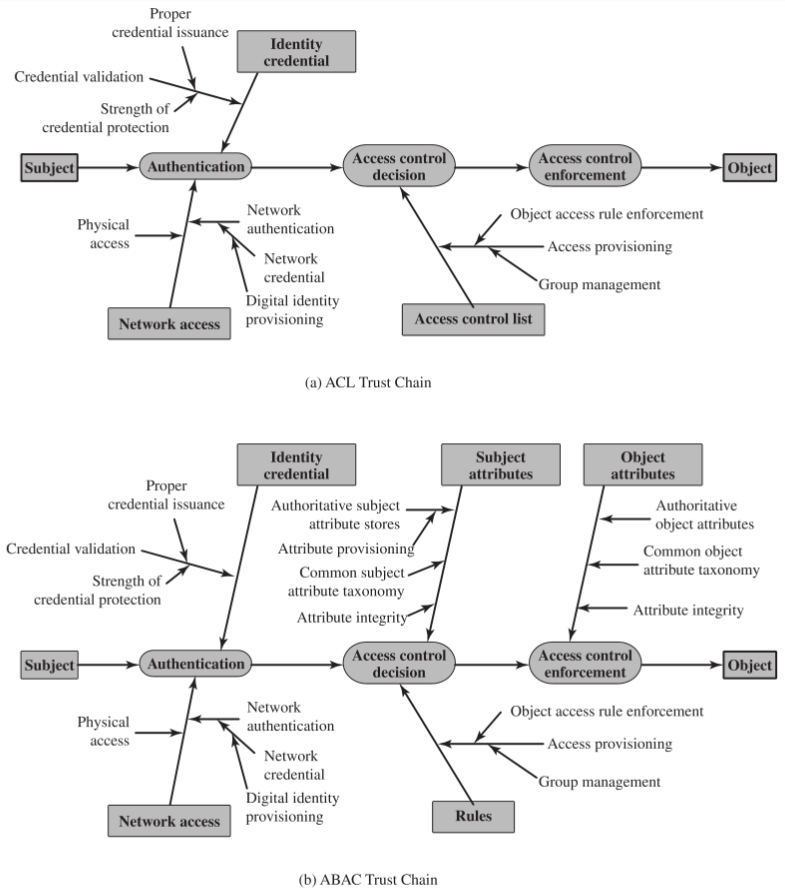 Proper
credential issuance
Identity
credential
Credential validation
Strength of
credential protection
Subject
Authentication
Access control
decision
Access control
enforcement
Object
Physical
access
Network
authentication
Network
credential
Digital identity
provisioning
Network access
Object access rule enforcement
Access provisioning
Group management
Access control list
(a) ACL Trust Chain
Identity
credential
Subject
attributes
Object
attributes
Proper
credential issuance
Credential validation
Strength of
credential protection
Authoritative subject
attribute stores
Attribute provisioning
Common subject
attribute taxonomy
Attribute integrity
Authoritative
object attributes
Common object
attribute taxonomy
Attribute integrity
Subject
Authentication
Access control
decision
Access control
enforcement
Object
Physical
access
Network
authentication
Network
credential
Digital identity
provisioning
Network access
Object access rule enforcement
Access provisioning
Group management
Rules
(b) ABAC Trust Chain